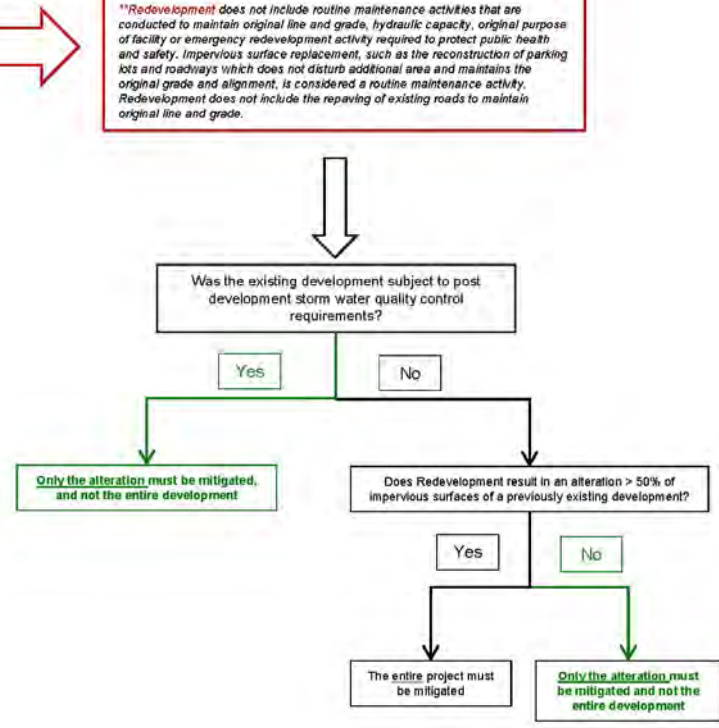 **Redevelopment does not include routine maintenance activities that are
conducted to maintain original line and grade, hydraulic capacity, original purpose
of facility or emergency redevelopment activity required to protect public health
and safety. Impervious surface replacement, such as the reconstruction of parking
lots and roadways which does not disturb additional area and maintains the
original grade and alignment, is considered a routine maintenance activity.
Redevelopment does not include the repaving of existing roads to maintain
original line and grade.
Was the existing development subject to post
development storm water quality control
requirements?
Yes
No
Only the alteration must be mitigated,
and not the entire development
Does Redevelopment result in an alteration > 50% of
impervious surfaces of a previously existing development?
Yes
No
The entire project must
be mitigated
Only the alteration must
be mitigated and not the
entire development